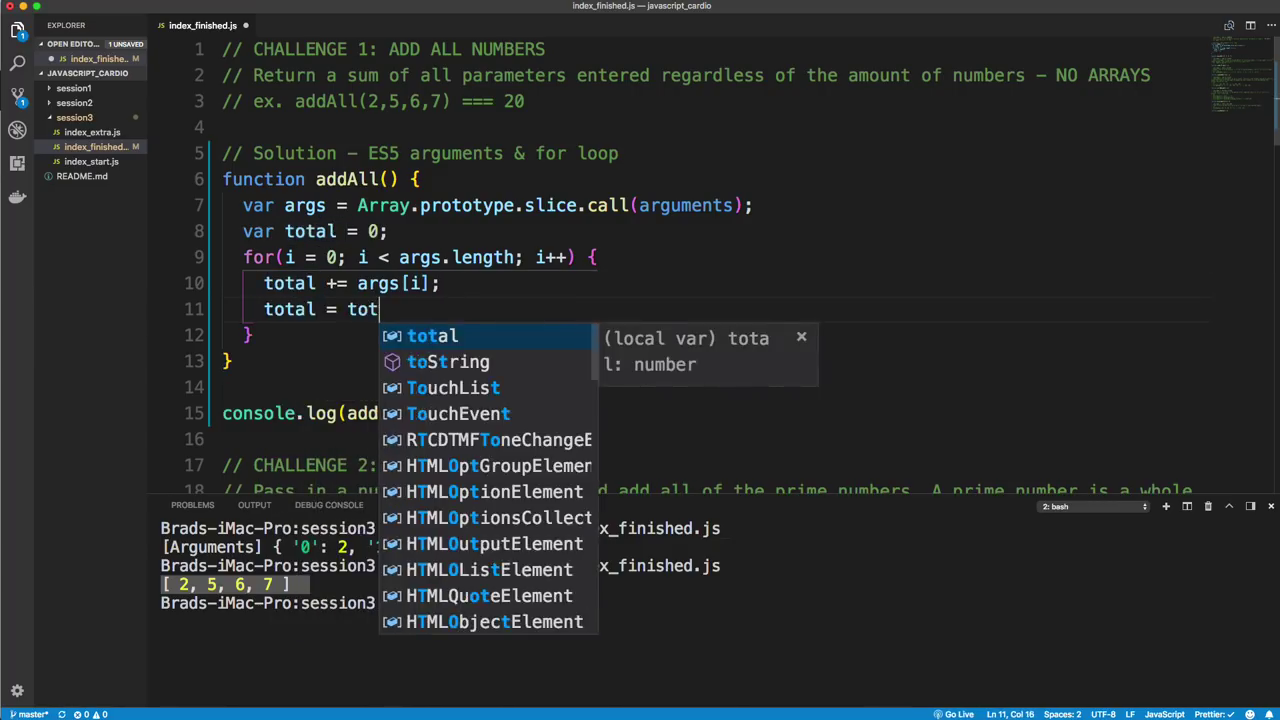 index_finished.js — javascript_cardio
EXPLORER
index_finished.js
OPEN EDITO... 1 UNSAVED
index_finishe...
JAVASCRIPT_CARDIO
session1
session2
session3
index_extra.js
index_finished...
index_start.js
README.md
1 // CHALLENGE 1: ADD ALL NUMBERS
2 // Return a sum of all parameters entered regardless of the amount of numbers – NO ARRAYS
3 // ex. addAll(2,5,6,7) === 20
4
5 // Solution – ES5 arguments & for loop
6 function addAll() {
7 var args = Array.prototype.slice.call(arguments);
8 var total = 0;
9 for(i = 0; i < args.length; i++) {
10 total += args[i];
11 total = tot
12 }
13 }
14
15 console.log(add
16
17 // CHALLENGE 2:
18 // Pass in a nu d add all of the prime numbers. A prime number is a whole
total
toString
TouchList
TouchEvent
RTCDTMFToneChangeE
HTMLOptGroupElemen
HTMLOptionElement
HTMLOptionsCollect
HTMLOutputElement
HTMLOListElement
HTMLQuoteElement
HTMLObjectElement
(local var) tota
l: number
PROBLEMS OUTPUT DEBUG CONSOLE 2: bash
Brads-iMac-Pro:session3 x_finished.js
[Arguments] { '0': 2, '
Brads-iMac-Pro:session3 x_finished.js
[ 2, 5, 6, 7 ]
Brads-iMac-Pro:session3
master* 0 0 Go Live Ln 11, Col 16 Spaces: 2 UTF-8 LF JavaScript Prettier: ✓